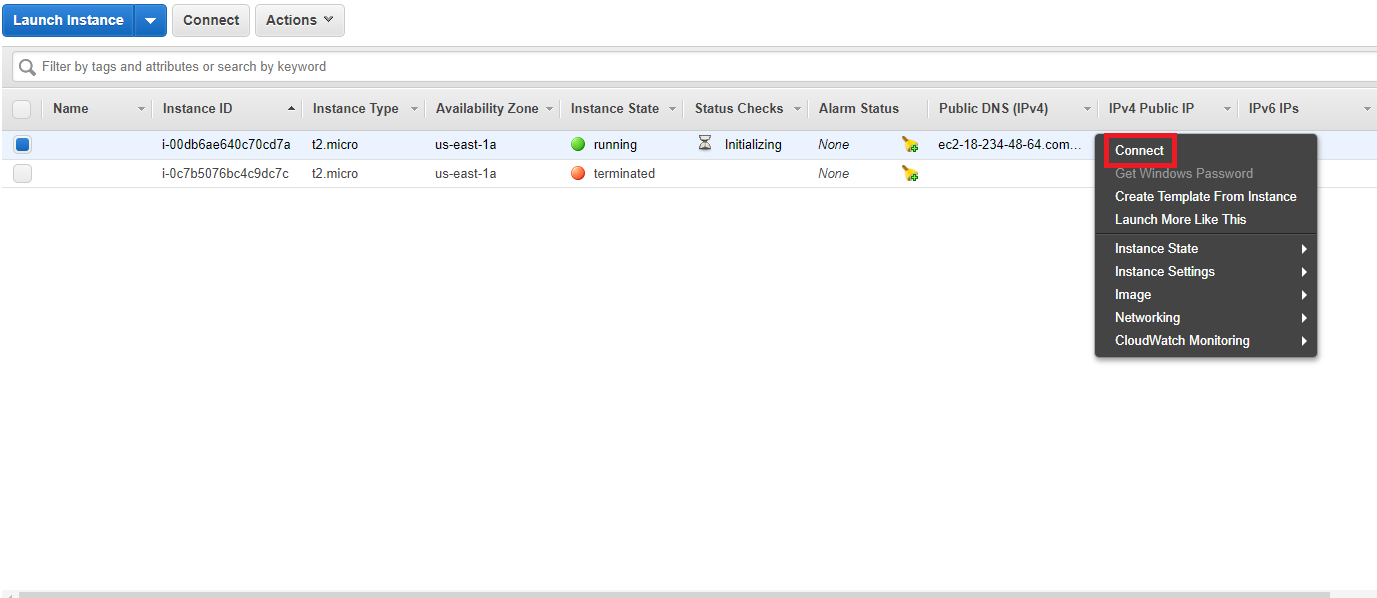 Launch Instance Connect Actions
Filter by tags and attributes or search by keyword
Name Instance ID Instance Type Availability Zone Instance State Status Checks Alarm Status Public DNS (IPv4) IPv4 Public IP IPv6 IPs
i-00db6ae640c70cd7a t2.micro us-east-1a running Initializing None ec2-18-234-48-64.com...
i-0c7b5076bc4c9dc7c t2.micro us-east-1a terminated None
Connect
Get Windows Password
Create Template From Instance
Launch More Like This
Instance State
Instance Settings
Image
Networking
CloudWatch Monitoring